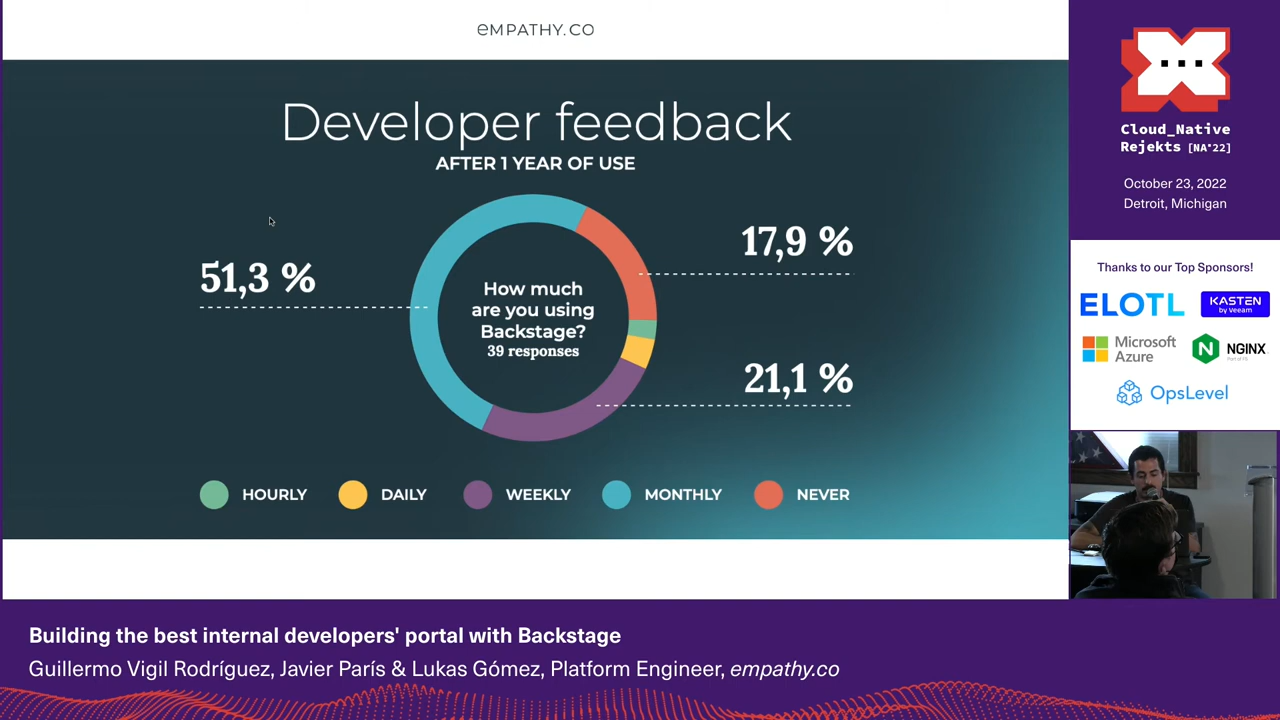 eMPATHY.CO
Developer feedback
AFTER 1 YEAR OF USE
51,3 %
17,9 %
How much
are you using
Backstage?
39 responses
21,1 %
HOURLY
DAILY
WEEKLY
MONTHLY
NEVER
Cloud_Native
Rejekts [NA'22]
October 23, 2022
Detroit, Michigan
Thanks to our Top Sponsors!
ELOTL
KASTEN
by Veeam
Microsoft
Azure
N
NGINX
Part of F5
OpsLevel
Building the best internal developers' portal with Backstage
Guillermo Vigil Rodríguez, Javier París & Lukas Gómez, Platform Engineer, empathy.co